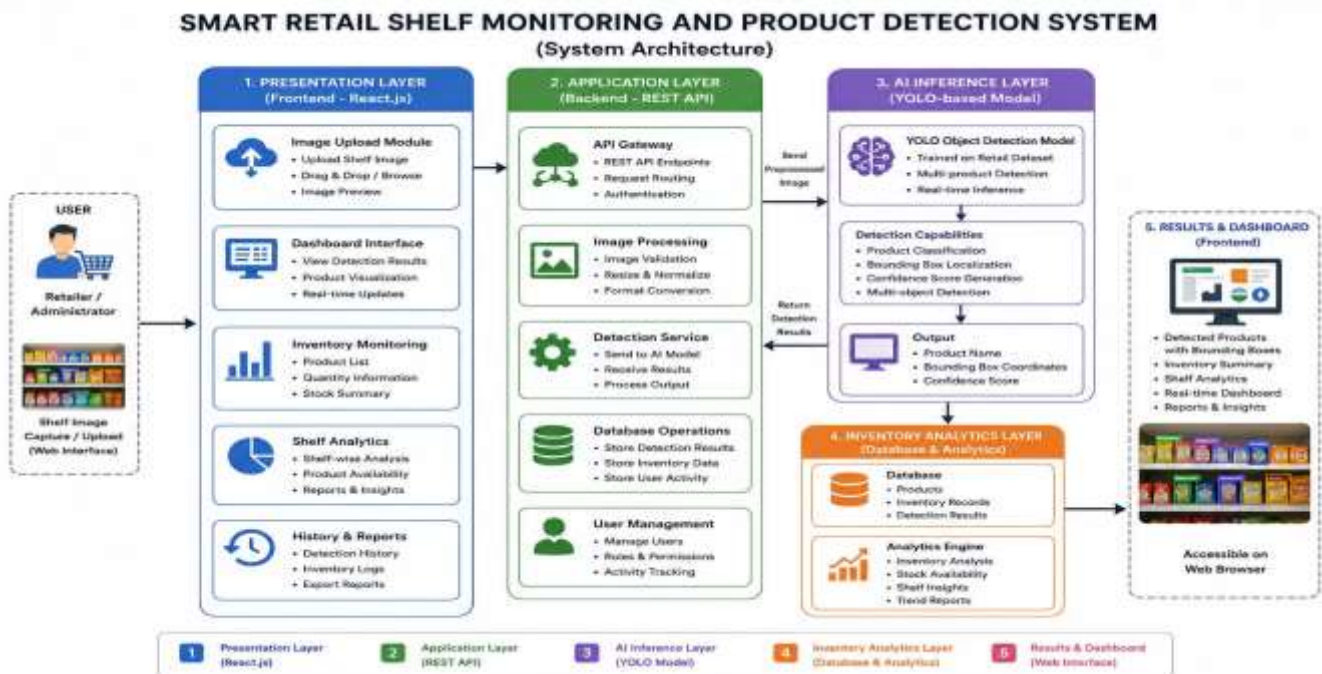 SMART RETAIL SHELF MONITORING AND PRODUCT DETECTION SYSTEM
(System Architecture)
USER
Retailer /
Administrator
Shelf Image
Capture / Upload
(Web Interface)
1. PRESENTATION LAYER
(Frontend - React.js)
Image Upload Module
• Upload Shelf Image
• Drag & Drop / Browse
• Image Preview
Dashboard Interface
• View Detection Results
• Product Visualization
• Real-time Updates
Inventory Monitoring
• Product List
• Quantity Information
• Stock Summary
Shelf Analytics
• Shelf-wise Analysis
• Product Availability
• Reports & Insights
History & Reports
• Detection History
• Inventory Logs
• Export Reports
2. APPLICATION LAYER
(Backend - REST API)
API Gateway
• REST API Endpoints
• Request Routing
• Authentication
Image Processing
• Image Validation
• Resize & Normalize
• Format Conversion
Detection Service
• Send to AI Model
• Receive Results
• Process Output
Database Operations
• Store Detection Results
• Store Inventory Data
• Store User Activity
User Management
• Manage Users
• Roles & Permissions
• Activity Tracking
Send
Preprocessed
Image
Return
Detection
Results
3. AI INFERENCE LAYER
(YOLO-based Model)
YOLO Object Detection Model
• Trained on Retail Dataset
• Multi-product Detection
• Real-time Inference
Detection Capabilities
• Product Classification
• Bounding Box Localization
• Confidence Score Generation
• Multi-object Detection
Output
• Product Name
• Bounding Box Coordinates
• Confidence Score
4. INVENTORY ANALYTICS LAYER
(Database & Analytics)
Database
• Products
• Inventory Records
• Detection Results
Analytics Engine
• Inventory Analysis
• Stock Availability
• Shelf Insights
• Trend Reports
5. RESULTS & DASHBOARD
(Frontend)
• Detected Products
with Bounding Boxes
• Inventory Summary
• Shelf Analytics
• Real-time Dashboard
• Reports & Insights
Accessible on
Web Browser
1 Presentation Layer
(React.js)
2 Application Layer
(REST API)
3 AI Inference Layer
(YOLO Model)
4 Inventory Analytics Layer
(Database & Analytics)
5 Results & Dashboard
(Web Interface)